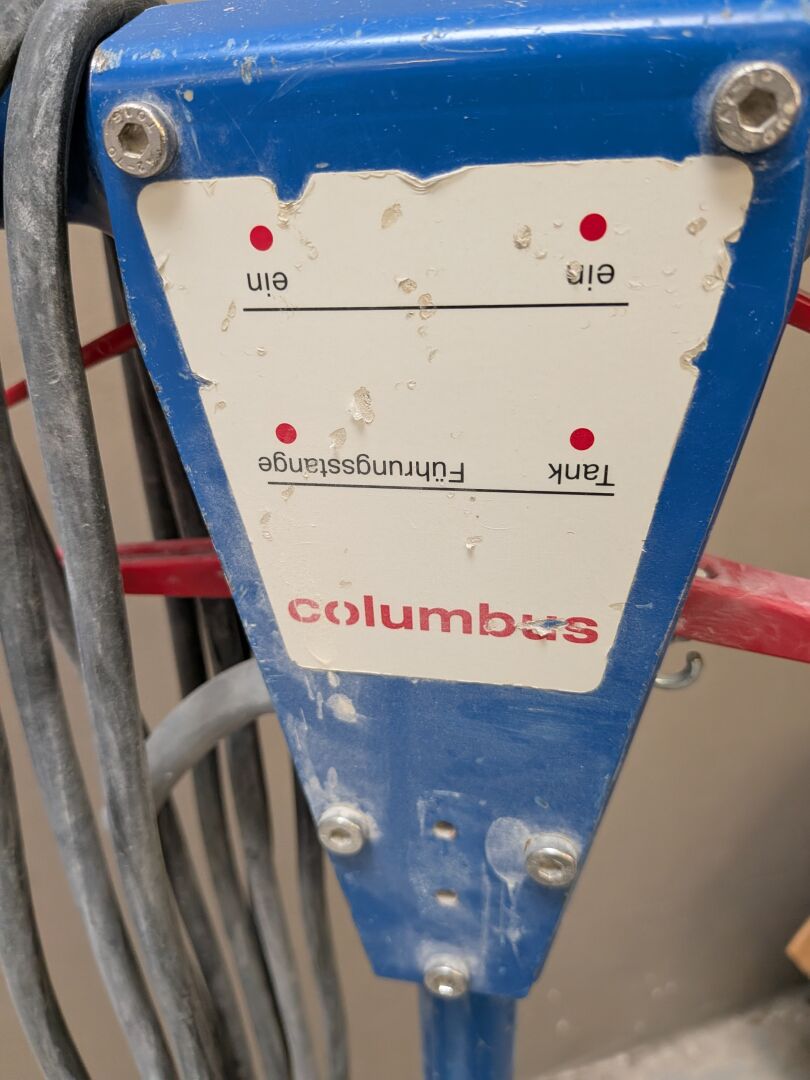 ein ein
Führungsstange Tank
columbus